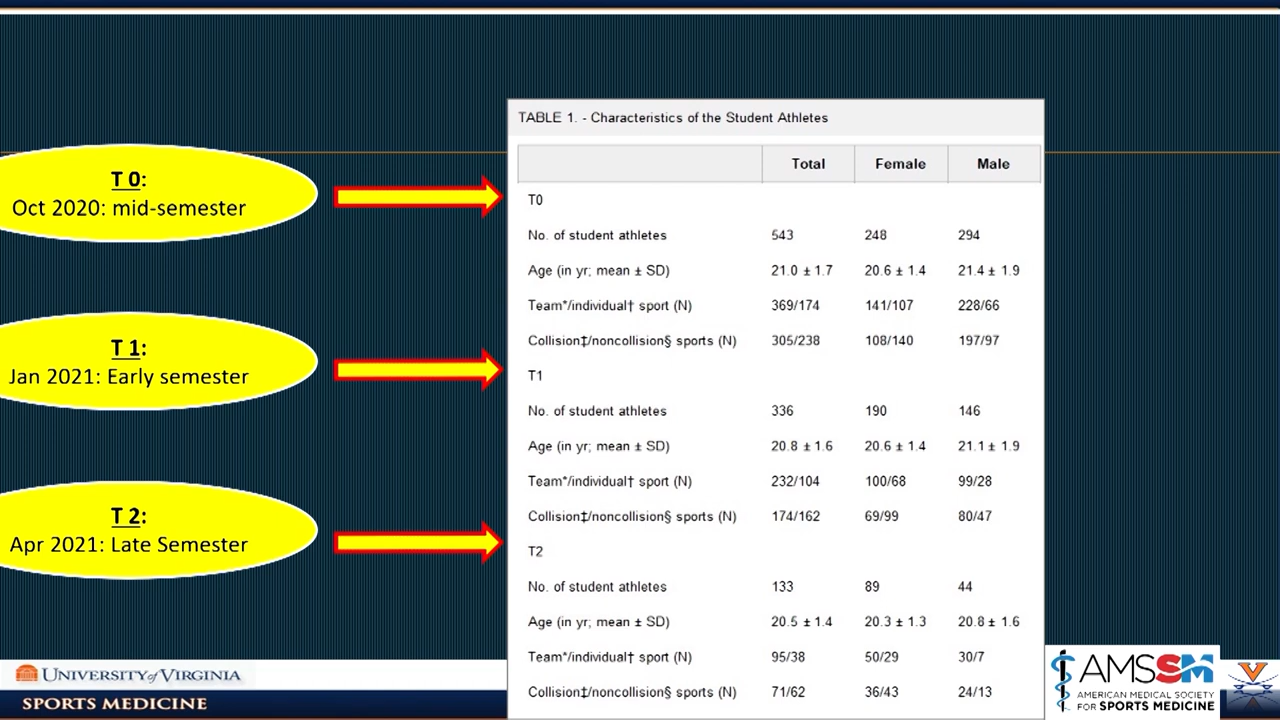 T 0:
Oct 2020: mid-semester
T 1:
Jan 2021: Early semester
T 2:
Apr 2021: Late Semester
TABLE 1. - Characteristics of the Student Athletes
Total Female Male
T0
No. of student athletes 543 248 294
Age (in yr; mean ± SD) 21.0 ± 1.7 20.6 ± 1.4 21.4 ± 1.9
Team*/individual† sport (N) 369/174 141/107 228/66
Collision‡/noncollision§ sports (N) 305/238 108/140 197/97
T1
No. of student athletes 336 190 146
Age (in yr; mean ± SD) 20.8 ± 1.6 20.6 ± 1.4 21.1 ± 1.9
Team*/individual† sport (N) 232/104 100/68 99/28
Collision‡/noncollision§ sports (N) 174/162 69/99 80/47
T2
No. of student athletes 133 89 44
Age (in yr; mean ± SD) 20.5 ± 1.4 20.3 ± 1.3 20.8 ± 1.6
Team*/individual† sport (N) 95/38 50/29 30/7
Collision‡/noncollision§ sports (N) 71/62 36/43 24/13
UNIVERSITY of VIRGINIA
SPORTS MEDICINE
AMSSM
AMERICAN MEDICAL SOCIETY
FOR SPORTS MEDICINE